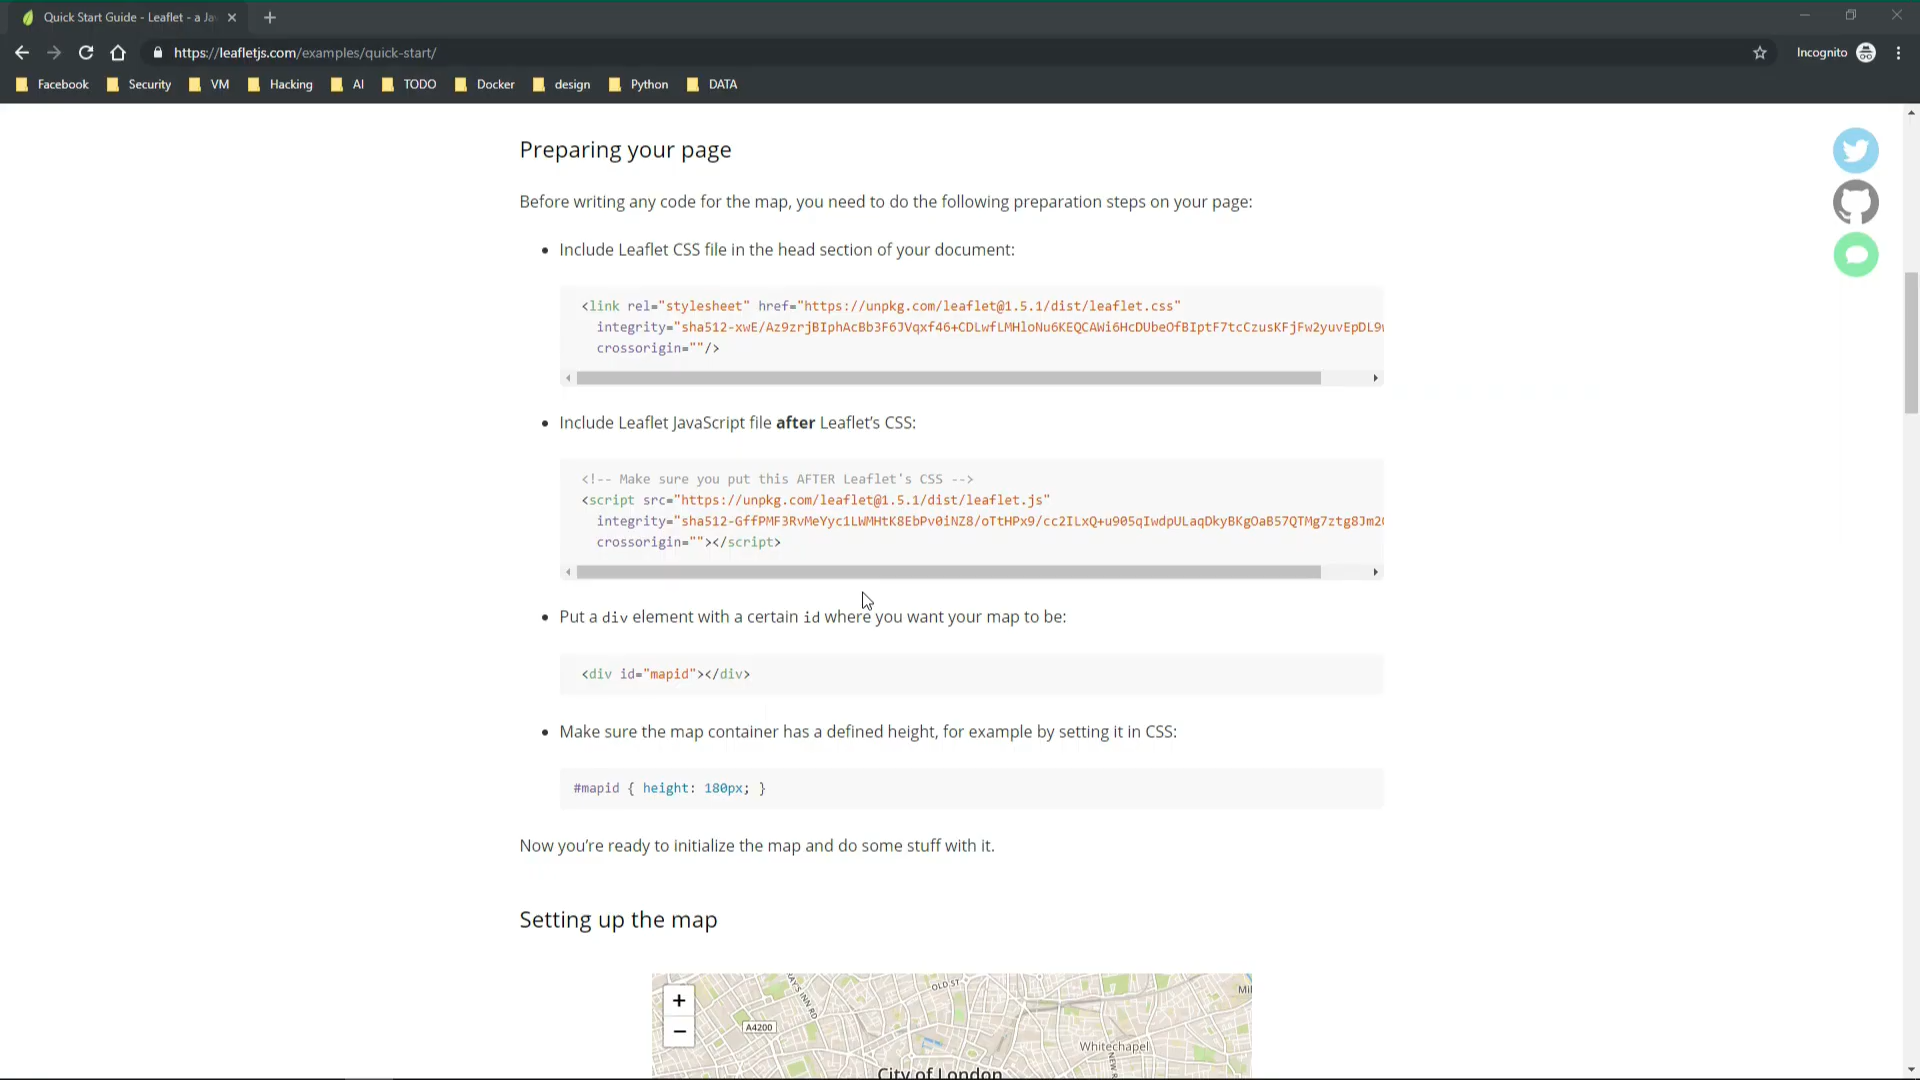 Quick Start Guide - Leaflet - a Ja
https://leafletjs.com/examples/quick-start/
Incognito
Facebook Security VM Hacking AI TODO Docker design Python DATA
Preparing your page
Before writing any code for the map, you need to do the following preparation steps on your page:
• Include Leaflet CSS file in the head section of your document:
<link rel="stylesheet" href="https://unpkg.com/leaflet@1.5.1/dist/leaflet.css"
integrity="sha512-xwE/Az9zrjBIphAcBb3F6JVqxf46+CDLwfLMHloNu6KEQCAWi6HcDUbeOfBIptF7tcCzusKFjFw2yuvEpDL9
crossorigin=""/>
• Include Leaflet JavaScript file after Leaflet’s CSS:
<!-- Make sure you put this AFTER Leaflet's CSS -->
<script src="https://unpkg.com/leaflet@1.5.1/dist/leaflet.js"
integrity="sha512-GffPMF3RvMeYyc1LWMHtK8EbPv0iNZ8/oTtHPx9/cc2ILxQ+u905qIwdpULaqDkyBKgOaB57QTMg7ztg8Jm2
crossorigin=""></script>
• Put a div element with a certain id where you want your map to be:
<div id="mapid"></div>
• Make sure the map container has a defined height, for example by setting it in CSS:
#mapid { height: 180px; }
Now you’re ready to initialize the map and do some stuff with it.
Setting up the map
+
−
OLD ST
A4200
Whitechapel
City of London